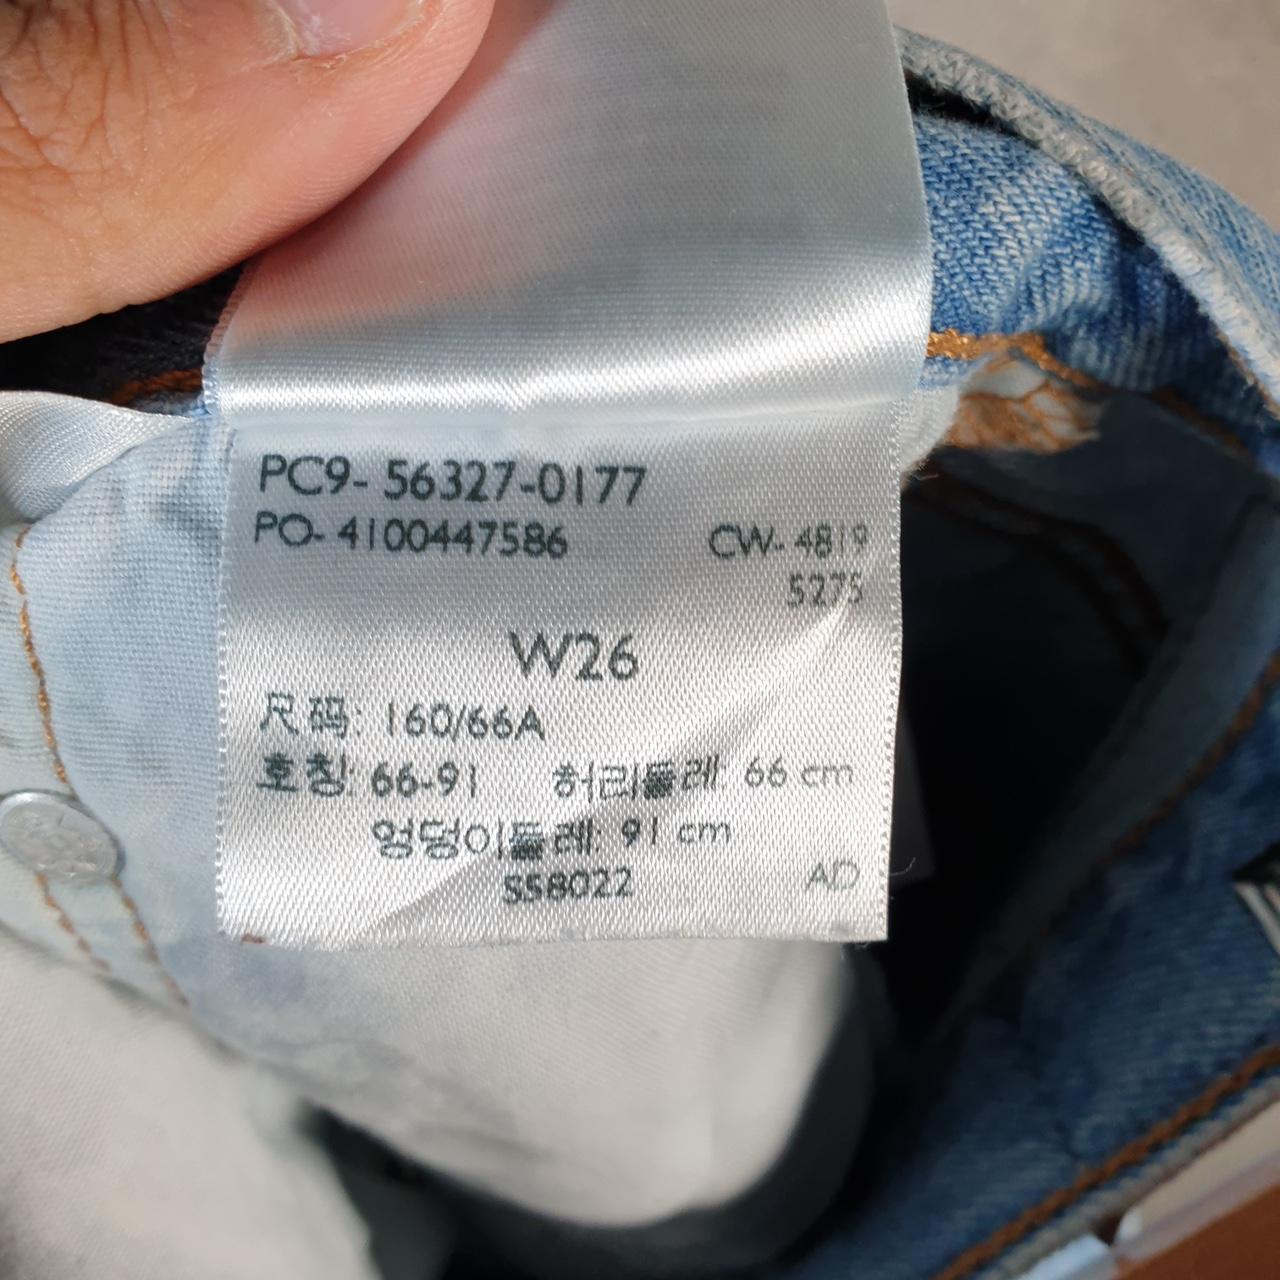 PC9- 56327-0177
PO- 4100447586 CW- 4819
5275
W26
尺码: 160/66A
호칭: 66-91 허리둘레: 66 cm
엉덩이둘레: 91 cm
S58022 AD